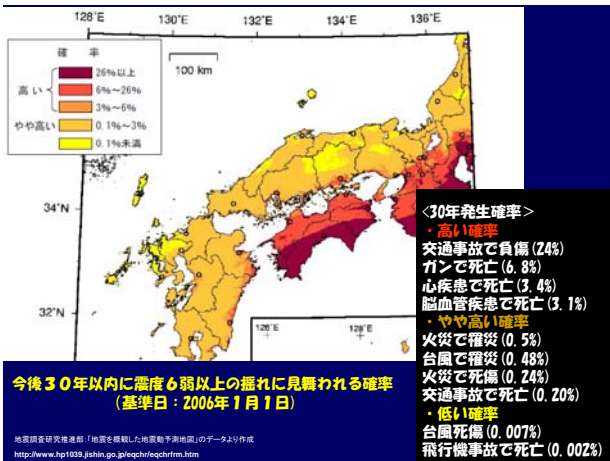 128°E
130°E
132°E
134°E
136°E
確 率
高い
26%以上
6%～26%
3%～6%
やや高い
0.1%～3%
0.1%未満
100 km
34°N
32°N
126°E
128°E
＜30年発生確率＞
・高い確率
交通事故で負傷(24%)
ガンで死亡(6.8%)
心疾患で死亡(3.4%)
脳血管疾患で死亡(3.1%)
・やや高い確率
火災で罹災(0.5%)
台風で罹災(0.48%)
火災で死傷(0.24%)
交通事故で死亡(0.20%)
・低い確率
台風死傷(0.007%)
飛行機事故で死亡(0.002%)
今後３０年以内に震度６弱以上の揺れに見舞われる確率
(基準日：2006年１月１日)
地震調査研究推進部：「地震を概観した地震動予測地図」のデータより作成
http://www.hp1039.jishin.go.jp/eqchr/eqchrfrm.htm